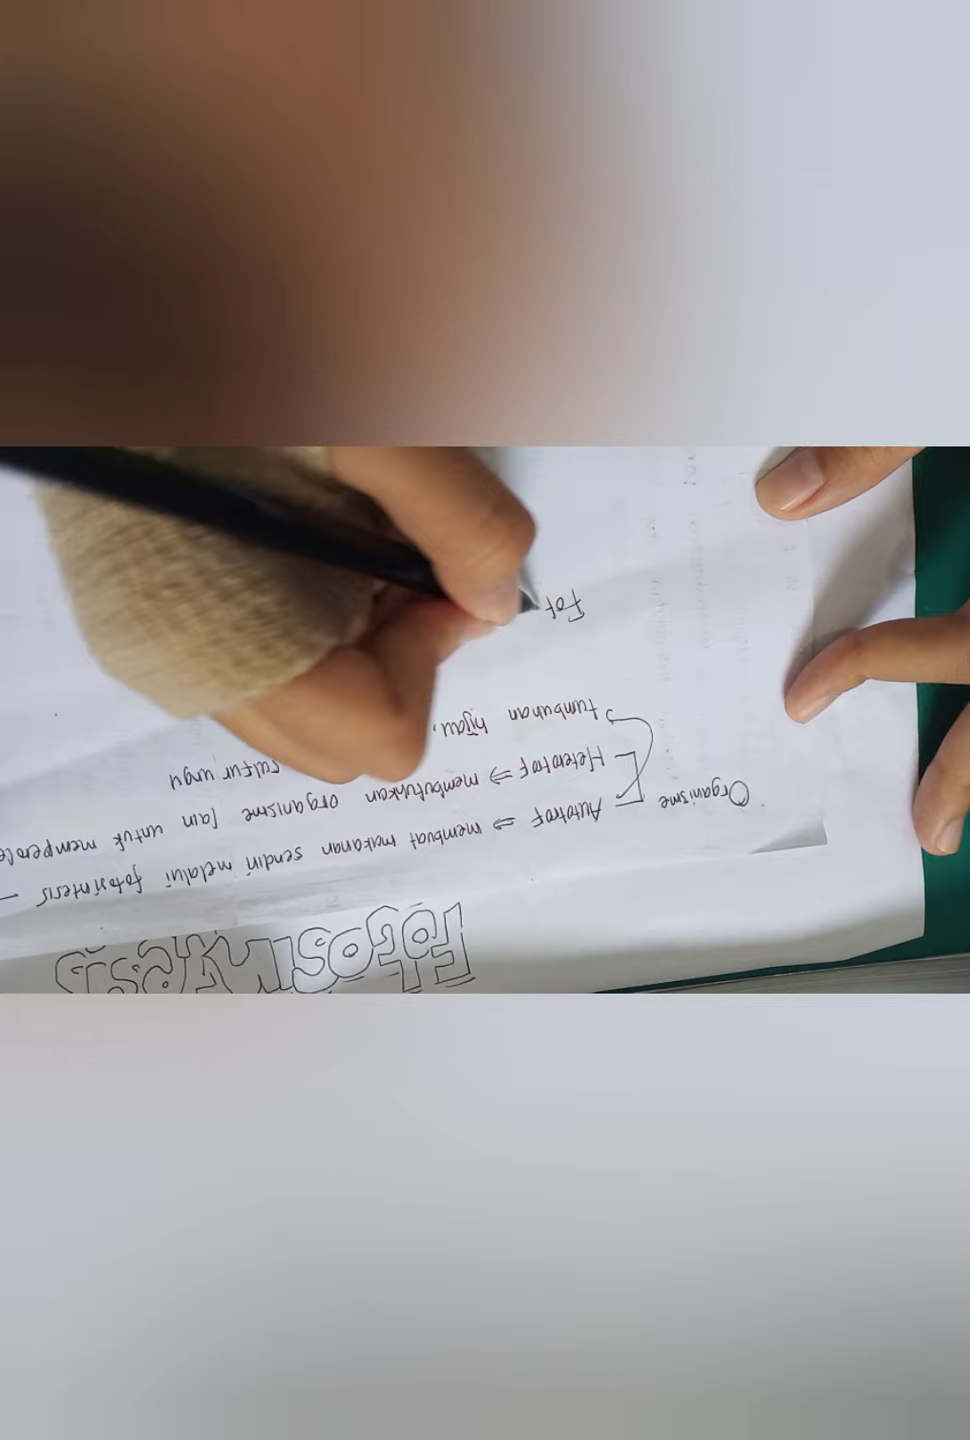 FOTOSINTESIS
Autotrof ⇒ membuat makanan sendiri melalui fotosintesis -
Organisme
Heterotrof ⇒ membutuhkan organisme lain untuk memperole
tumbuhan hijau, sulfur ungu
Fot